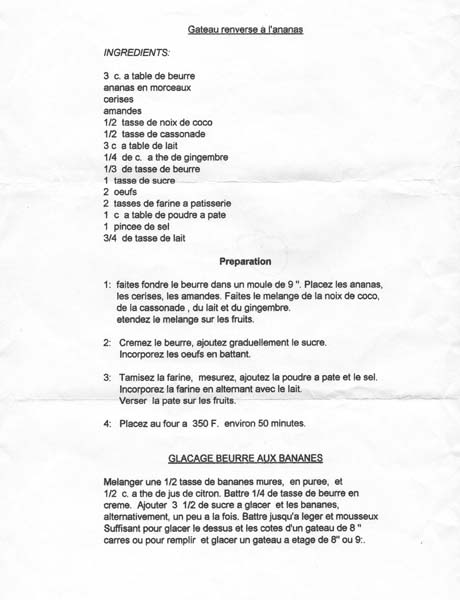 Gateau renverse à l'ananas
INGREDIENTS:
3 c. a table de beurre
ananas en morceaux
cerises
amandes
1/2 tasse de noix de coco
1/2 tasse de cassonade
3 c a table de lait
1/4 de c. a the de gingembre
1/3 de tasse de beurre
1 tasse de sucre
2 oeufs
2 tasses de farine a patisserie
1 c a table de poudre a pate
1 pincee de sel
3/4 de tasse de lait
Preparation
1: faites fondre le beurre dans un moule de 9 ". Placez les ananas,
les cerises, les amandes. Faites le melange de la noix de coco,
de la cassonade , du lait et du gingembre.
etendez le melange sur les fruits.
2: Cremez le beurre, ajoutez graduellement le sucre.
Incorporez les oeufs en battant.
3: Tamisez la farine, mesurez, ajoutez la poudre a pate et le sel.
Incorporez la farine en alternant avec le lait.
Verser la pate sur les fruits.
4: Placez au four a 350 F. environ 50 minutes.
GLACAGE BEURRE AUX BANANES
Melanger une 1/2 tasse de bananes mures, en puree, et
1/2 c. a the de jus de citron. Battre 1/4 de tasse de beurre en
creme. Ajouter 3 1/2 de sucre a glacer et les bananes,
alternativement, un peu a la fois. Battre jusqu'a leger et mousseux
Suffisant pour glacer le dessus et les cotes d'un gateau de 8 "
carres ou pour remplir et glacer un gateau a etage de 8" ou 9:.